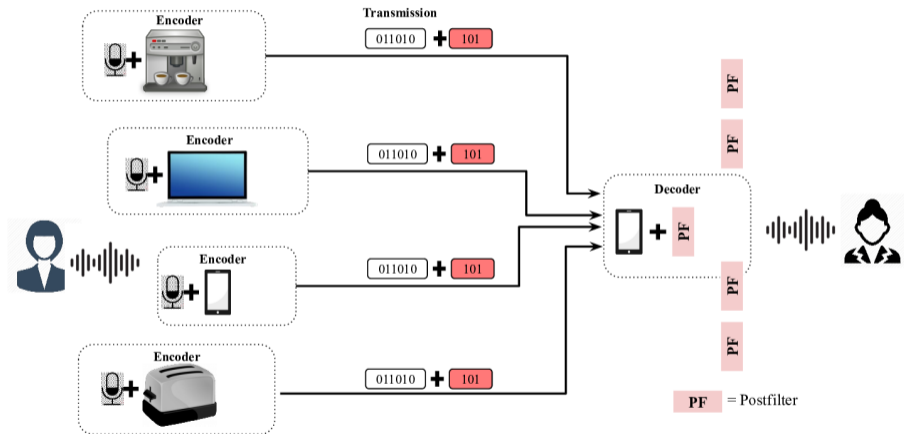 Transmission
Encoder
011010 + 101
PF
Encoder
011010 + 101
PF
Decoder
PF
Encoder
011010 + 101
PF
Encoder
011010 + 101
PF
PF = Postfilter